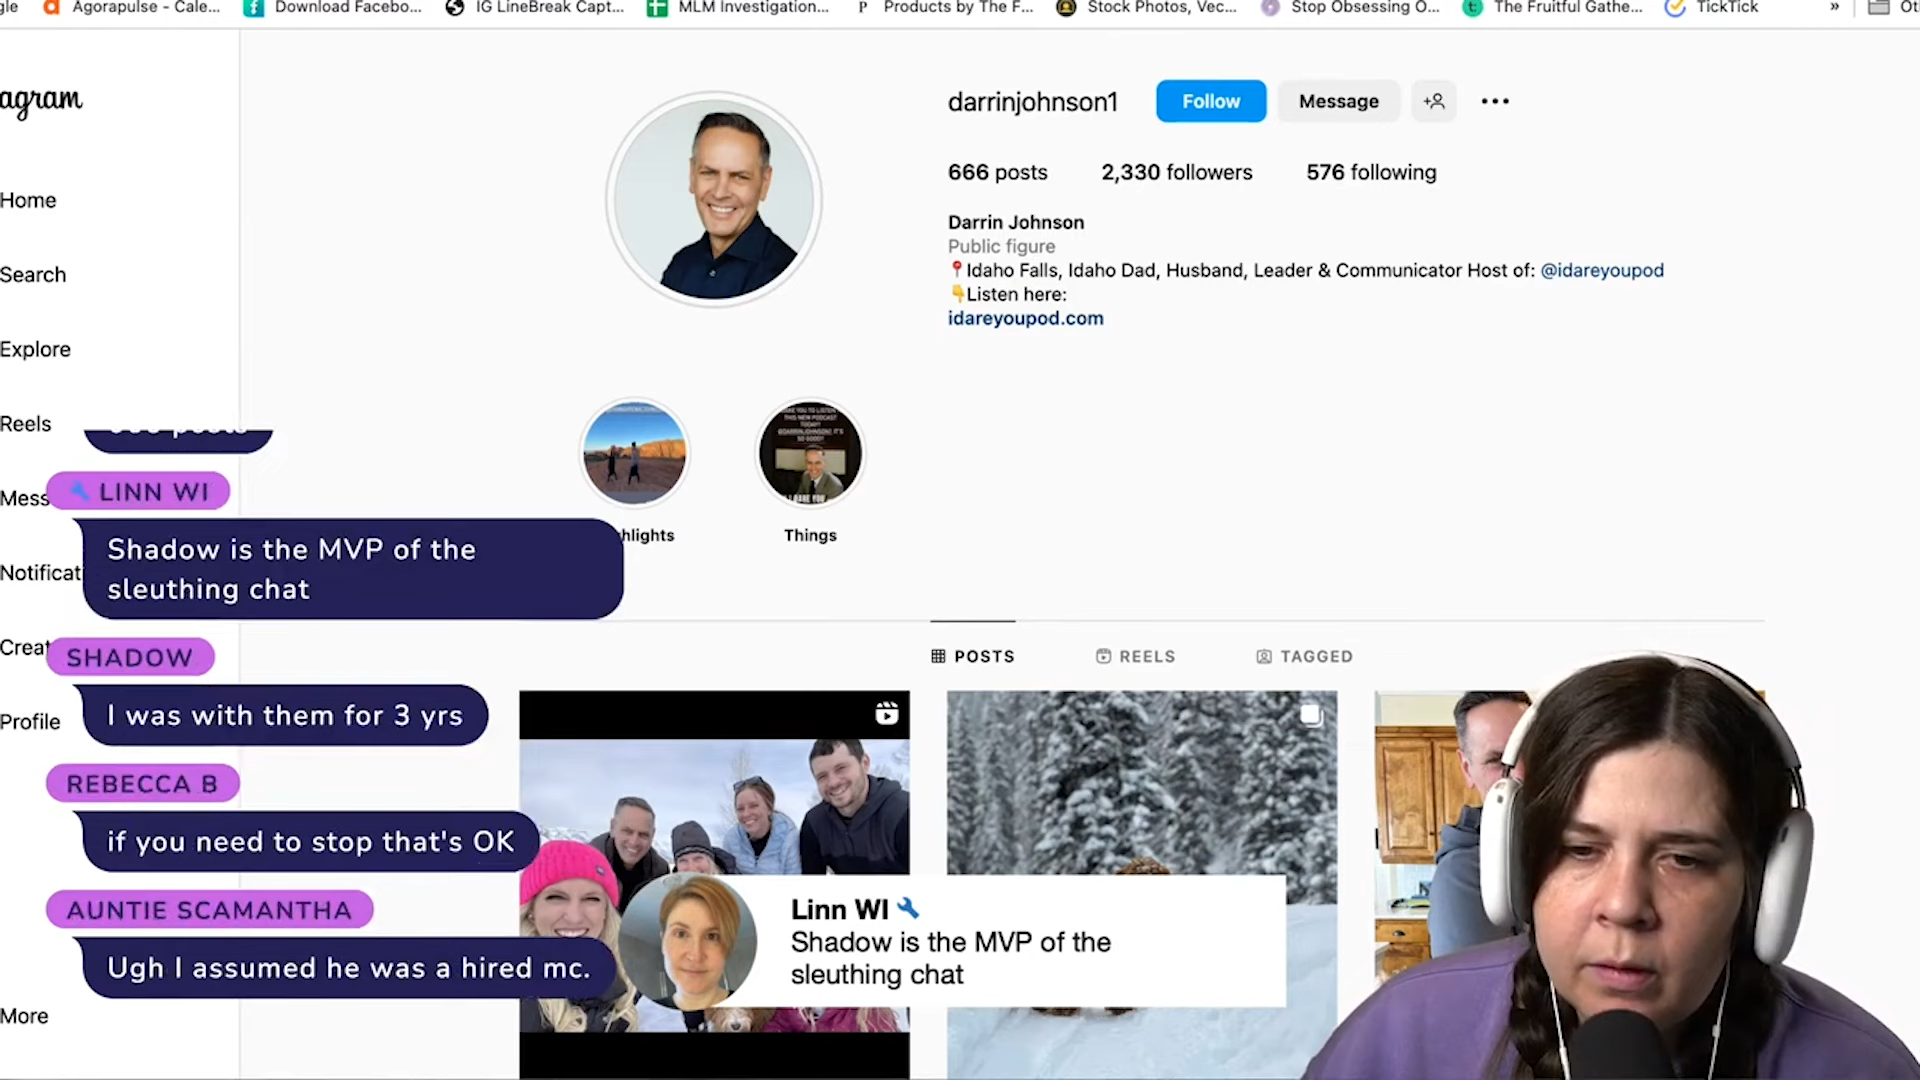 gle
Agorapulse - Cale...
Download Facebo...
IG LineBreak Capt...
MLM Investigation...
Products by The F...
Stock Photos, Vec...
Stop Obsessing O...
The Fruitful Gathe...
TickTick
»
Ot
agram
Home
Search
Explore
Reels
Mess
Notificat
Creat
Profile
More
darrinjohnson1
Follow
Message
666 posts
2,330 followers
576 following
Darrin Johnson
Public figure
📍Idaho Falls, Idaho Dad, Husband, Leader & Communicator Host of: @idareyoupod
👇Listen here:
idareyoupod.com
hlights
Things
POSTS
REELS
TAGGED
LINN WI
Shadow is the MVP of the
sleuthing chat
SHADOW
I was with them for 3 yrs
REBECCA B
if you need to stop that's OK
AUNTIE SCAMANTHA
Ugh I assumed he was a hired mc.
Linn WI
Shadow is the MVP of the
sleuthing chat